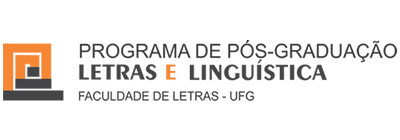 PROGRAMA DE PÓS-GRADUAÇÃO
LETRAS E LINGUÍSTICA
FACULDADE DE LETRAS - UFG